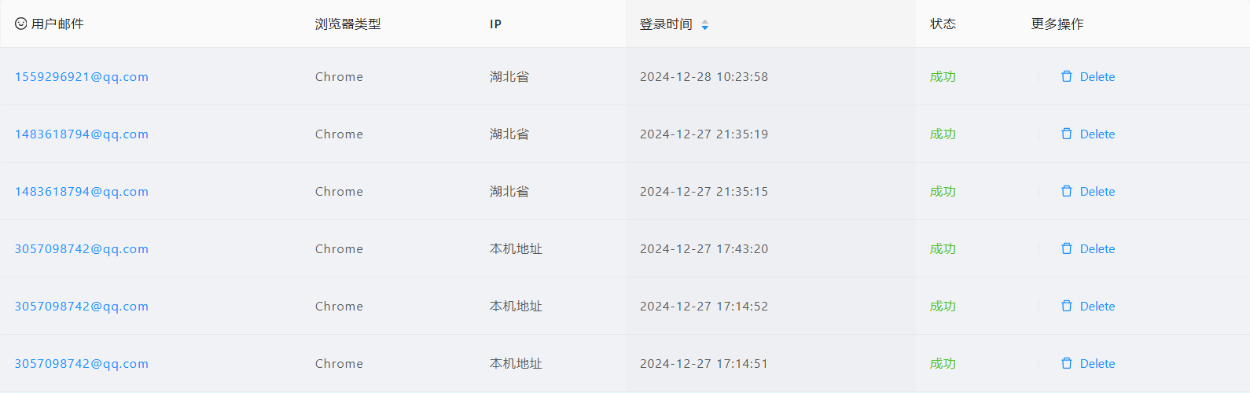 用户邮件 浏览器类型 IP 登录时间 状态 更多操作
1559296921@qq.com Chrome 湖北省 2024-12-28 10:23:58 成功 Delete
1483618794@qq.com Chrome 湖北省 2024-12-27 21:35:19 成功 Delete
1483618794@qq.com Chrome 湖北省 2024-12-27 21:35:15 成功 Delete
3057098742@qq.com Chrome 本机地址 2024-12-27 17:43:20 成功 Delete
3057098742@qq.com Chrome 本机地址 2024-12-27 17:14:52 成功 Delete
3057098742@qq.com Chrome 本机地址 2024-12-27 17:14:51 成功 Delete